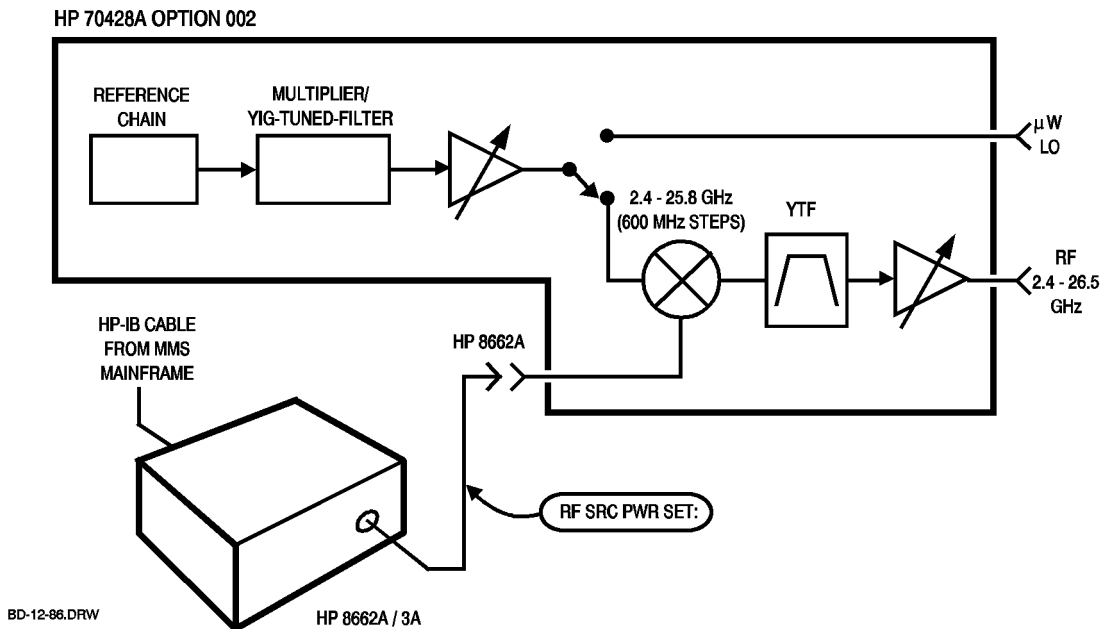 HP 70428A OPTION 002
REFERENCE
CHAIN
MULTIPLIER/
YIG-TUNED-FILTER
µW
LO
2.4 - 25.8 GHz
(600 MHz STEPS)
YTF
RF
2.4 - 26.5
GHz
HP-IB CABLE
FROM MMS
MAINFRAME
HP 8662A
RF SRC PWR SET:
BD-12-86.DRW
HP 8662A / 3A